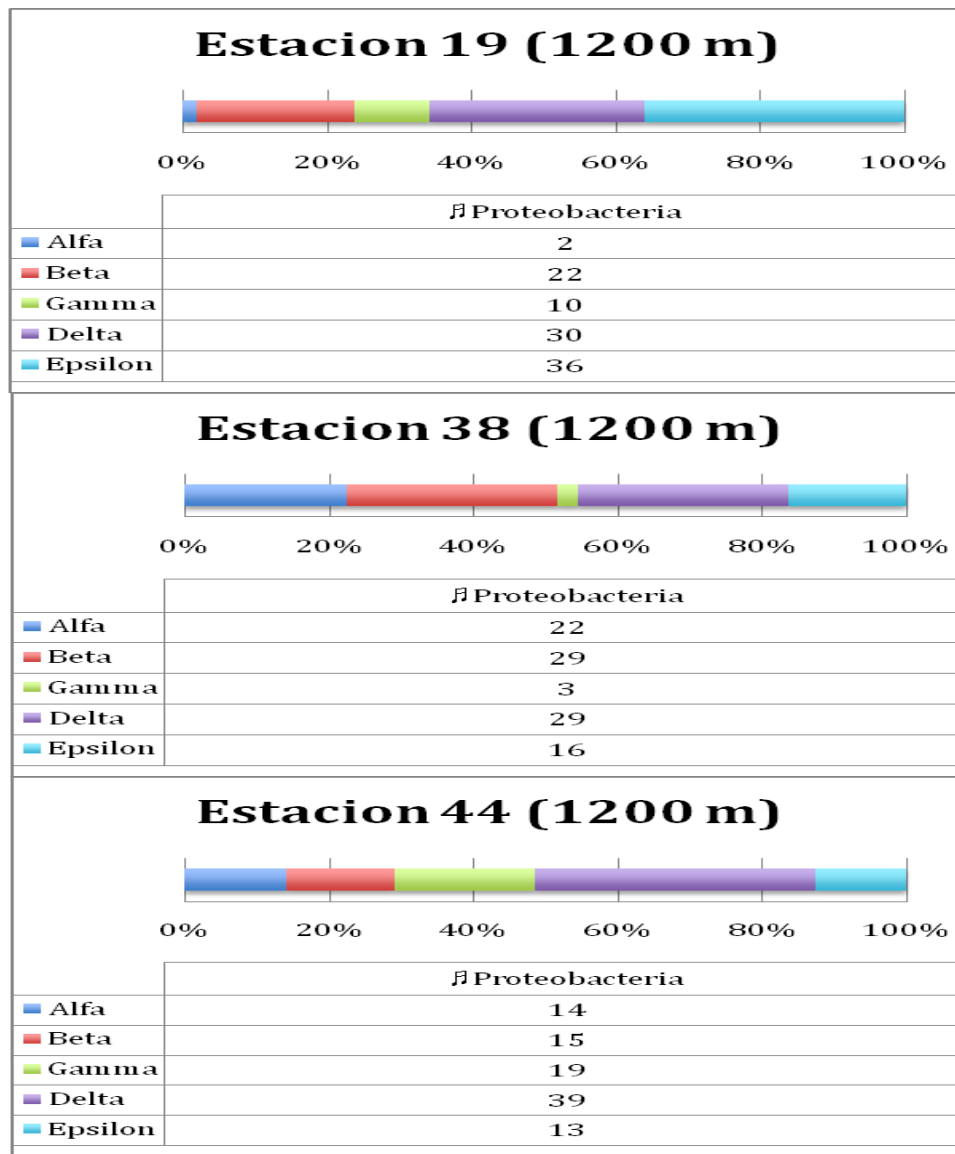 Estacion 19 (1200 m)
0% 20% 40% 60% 80% 100%
♫Proteobacteria
Alfa 2
Beta 22
Gamma 10
Delta 30
Epsilon 36
Estacion 38 (1200 m)
0% 20% 40% 60% 80% 100%
♫Proteobacteria
Alfa 22
Beta 29
Gamma 3
Delta 29
Epsilon 16
Estacion 44 (1200 m)
0% 20% 40% 60% 80% 100%
♫Proteobacteria
Alfa 14
Beta 15
Gamma 19
Delta 39
Epsilon 13